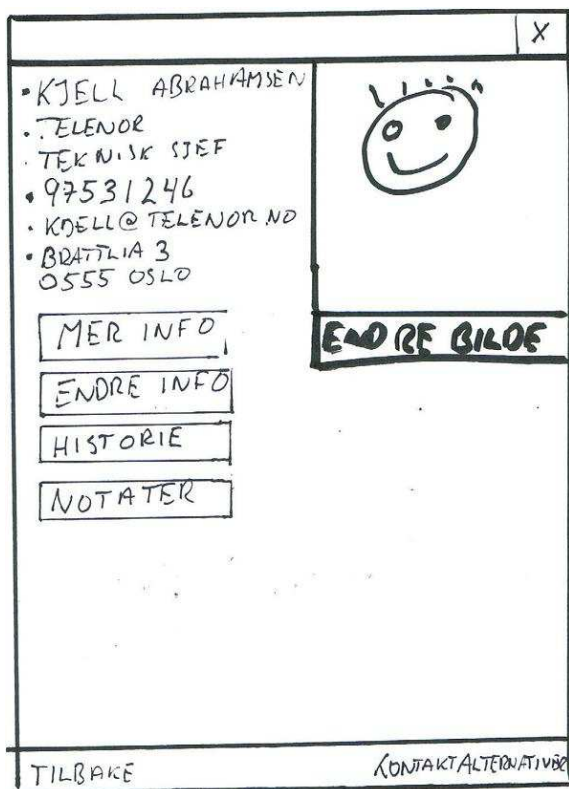 X
• KJELL ABRAHAMSEN
• TELENOR
• TEKNISK SJEF
• 97531246
• KJELL@TELENOR.NO
• BRATTLIA 3
0555 OSLO
MER INFO
ENDRE BILDE
ENDRE INFO
HISTORIE
NOTATER
TILBAKE
KONTAKTALTERNATIVER